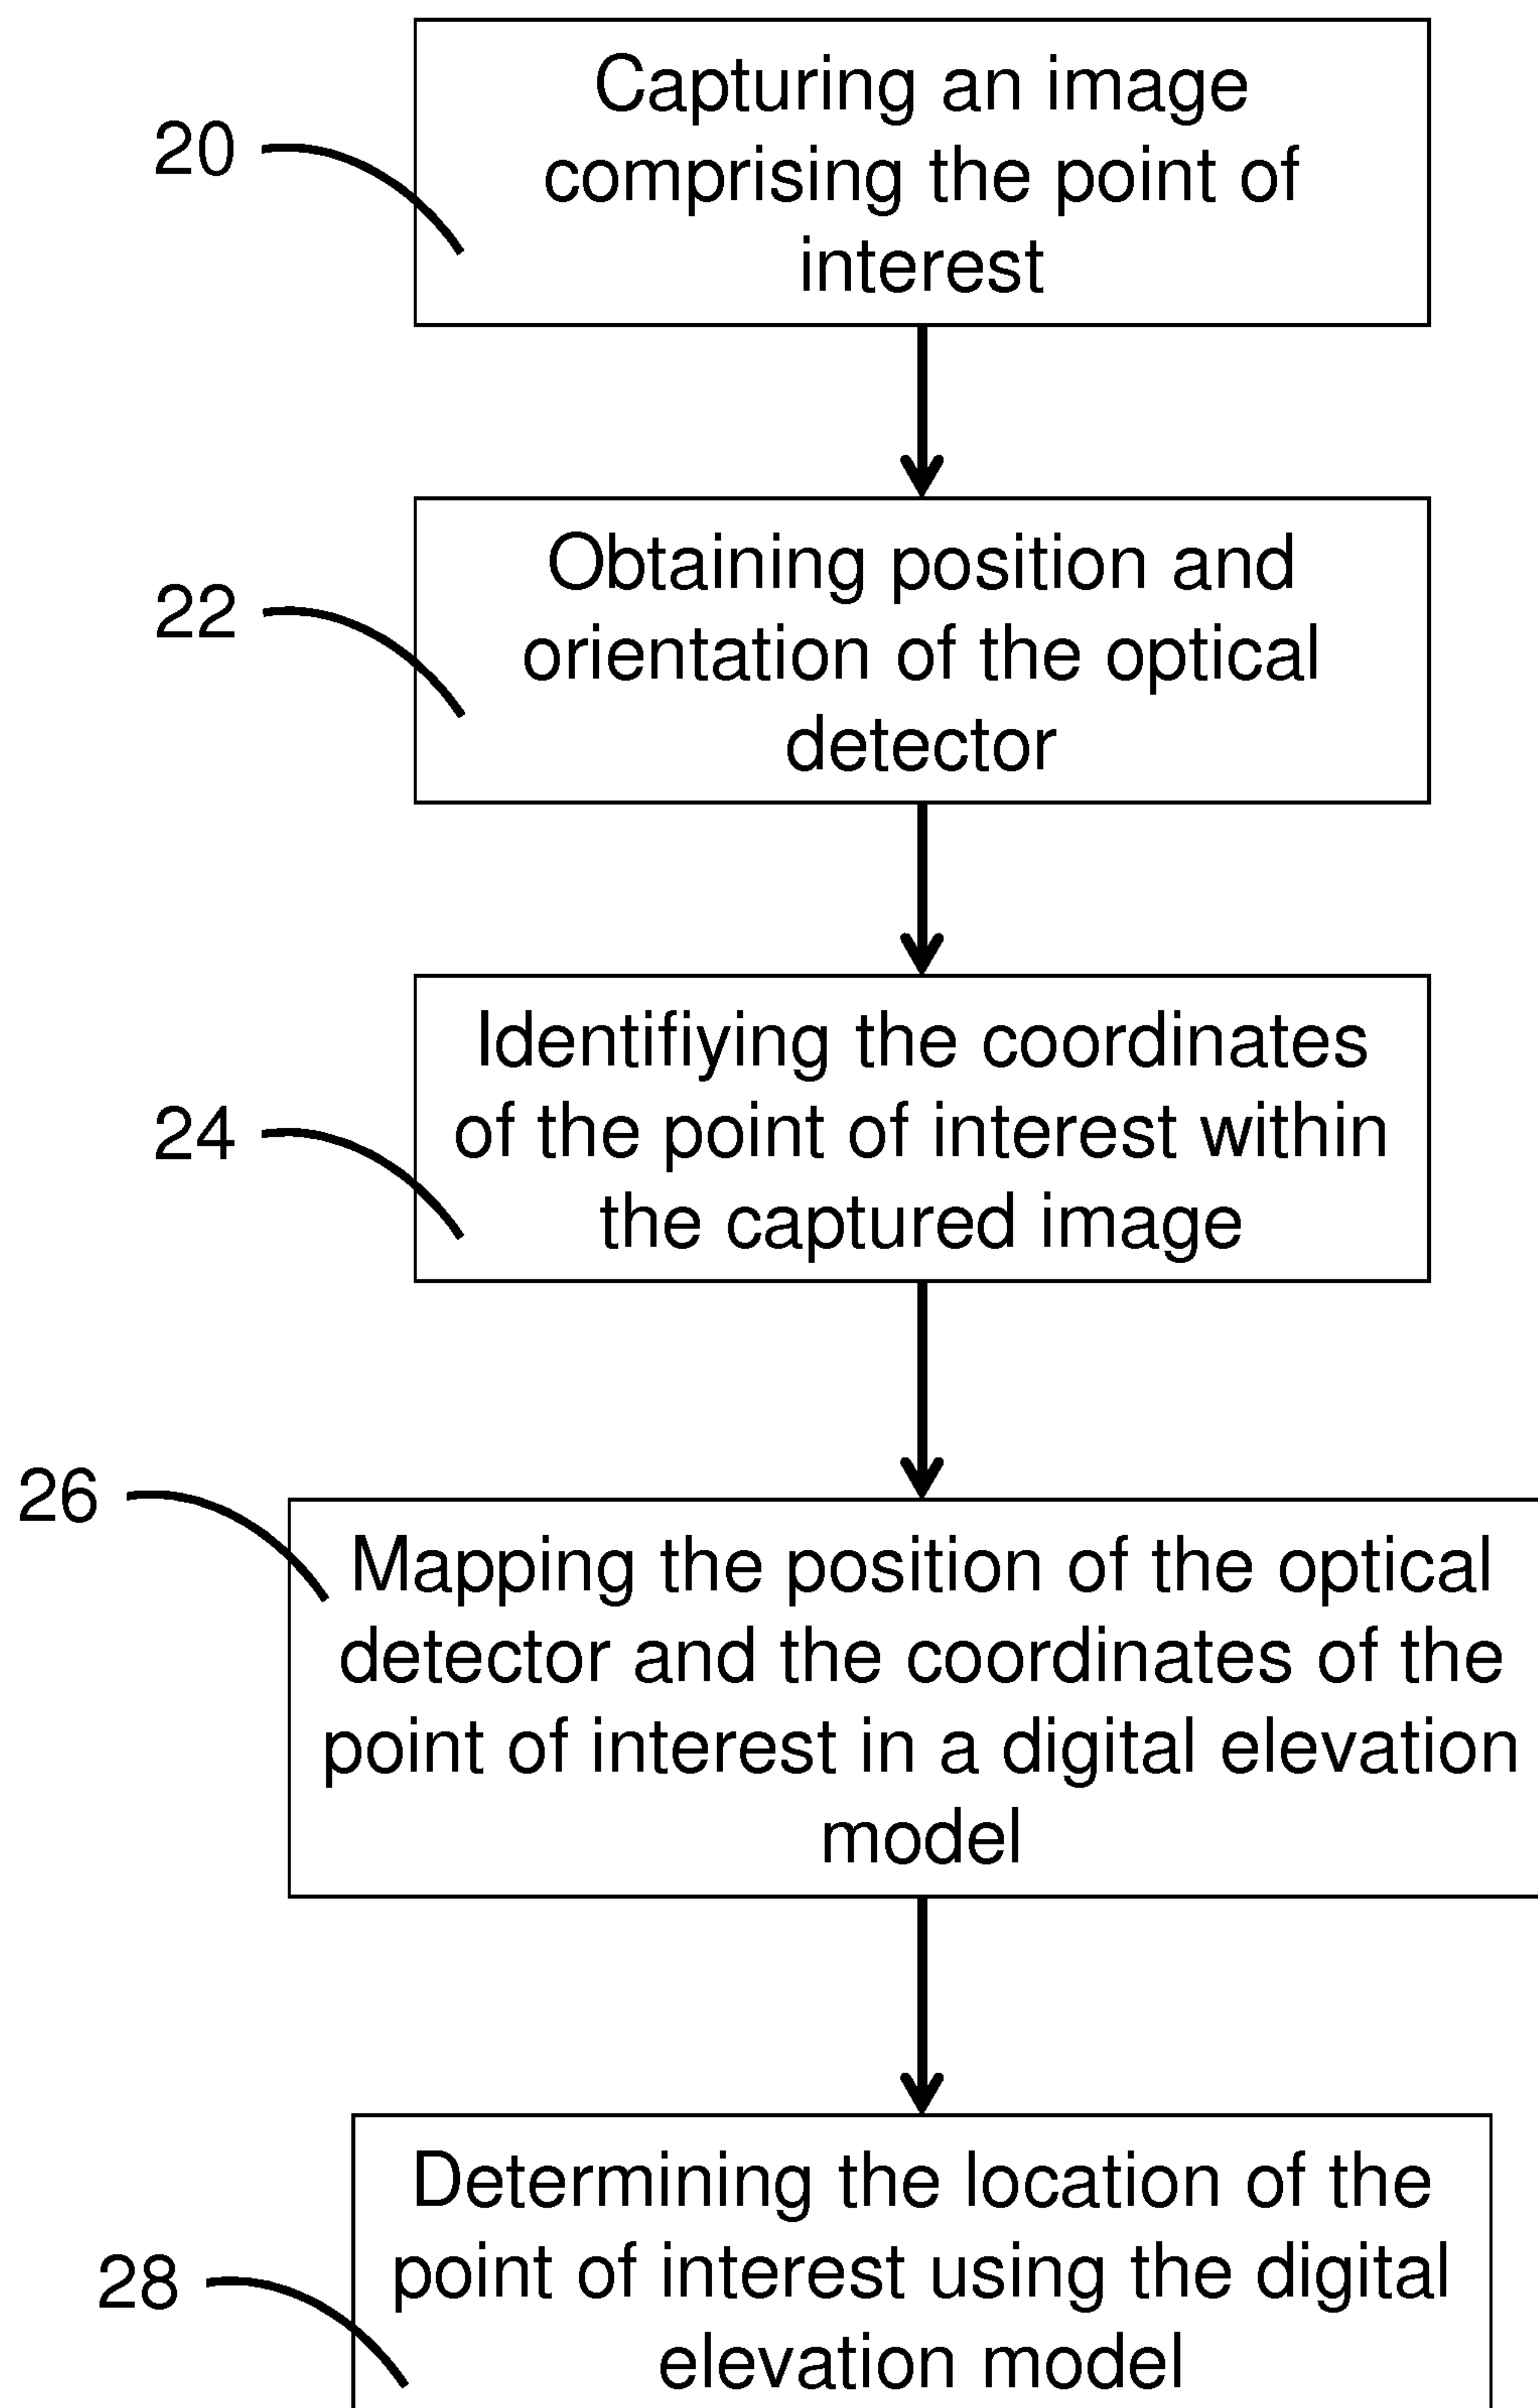 Capturing an image
comprising the point of
interest
20
Obtaining position and
orientation of the optical
detector
22
Identifiying the coordinates
of the point of interest within
the captured image
24
26
Mapping the position of the optical
detector and the coordinates of the
point of interest in a digital elevation
model
Determining the location of the
point of interest using the digital
elevation model
28